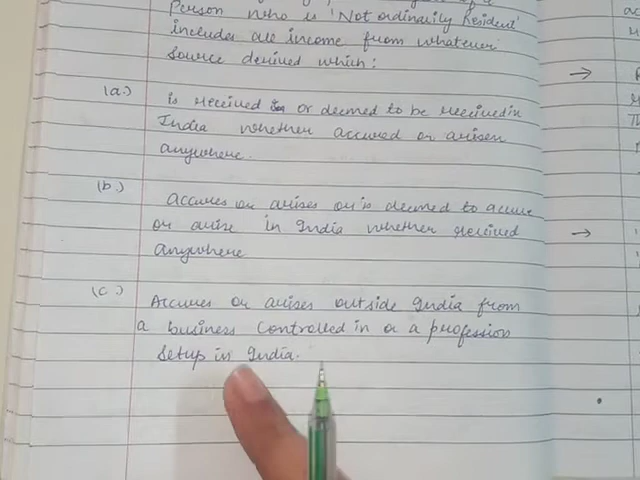 Person who is 'Not ordinarily Resident'
includes all income from whatever
source derived which:
(a.) is received in or deemed to be received in
India whether accrued or arisen
anywhere.
(b.) accrues or arises or is deemed to accrue
or arise in India whether received
anywhere
(c.) Accrues or arises outside India from
a business controlled in or a profession
setup in India.